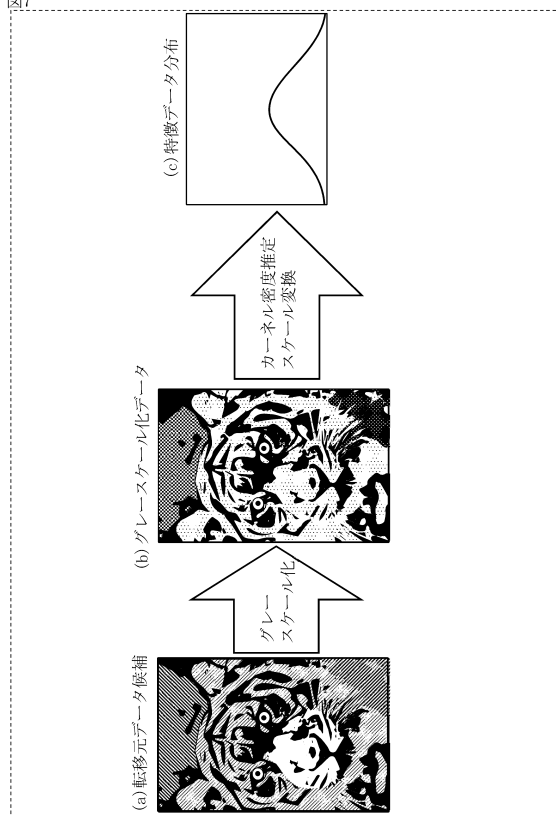 図7
(a)転移元データ候補
グレー
スケール化
(b)グレースケール化データ
カーネル密度推定
スケール変換
(c)特徴データ分布